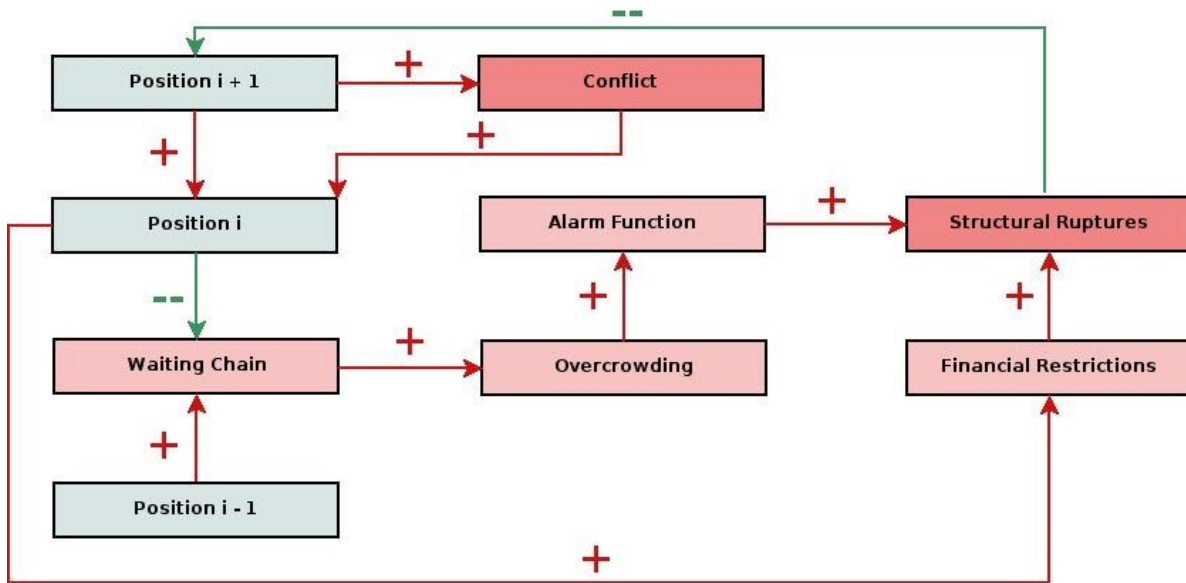 --
Position i + 1
+
Conflict
+
+
Position i
Alarm Function
+
Structural Ruptures
--
+
+
Waiting Chain
+
Overcrowding
Financial Restrictions
+
Position i - 1
+